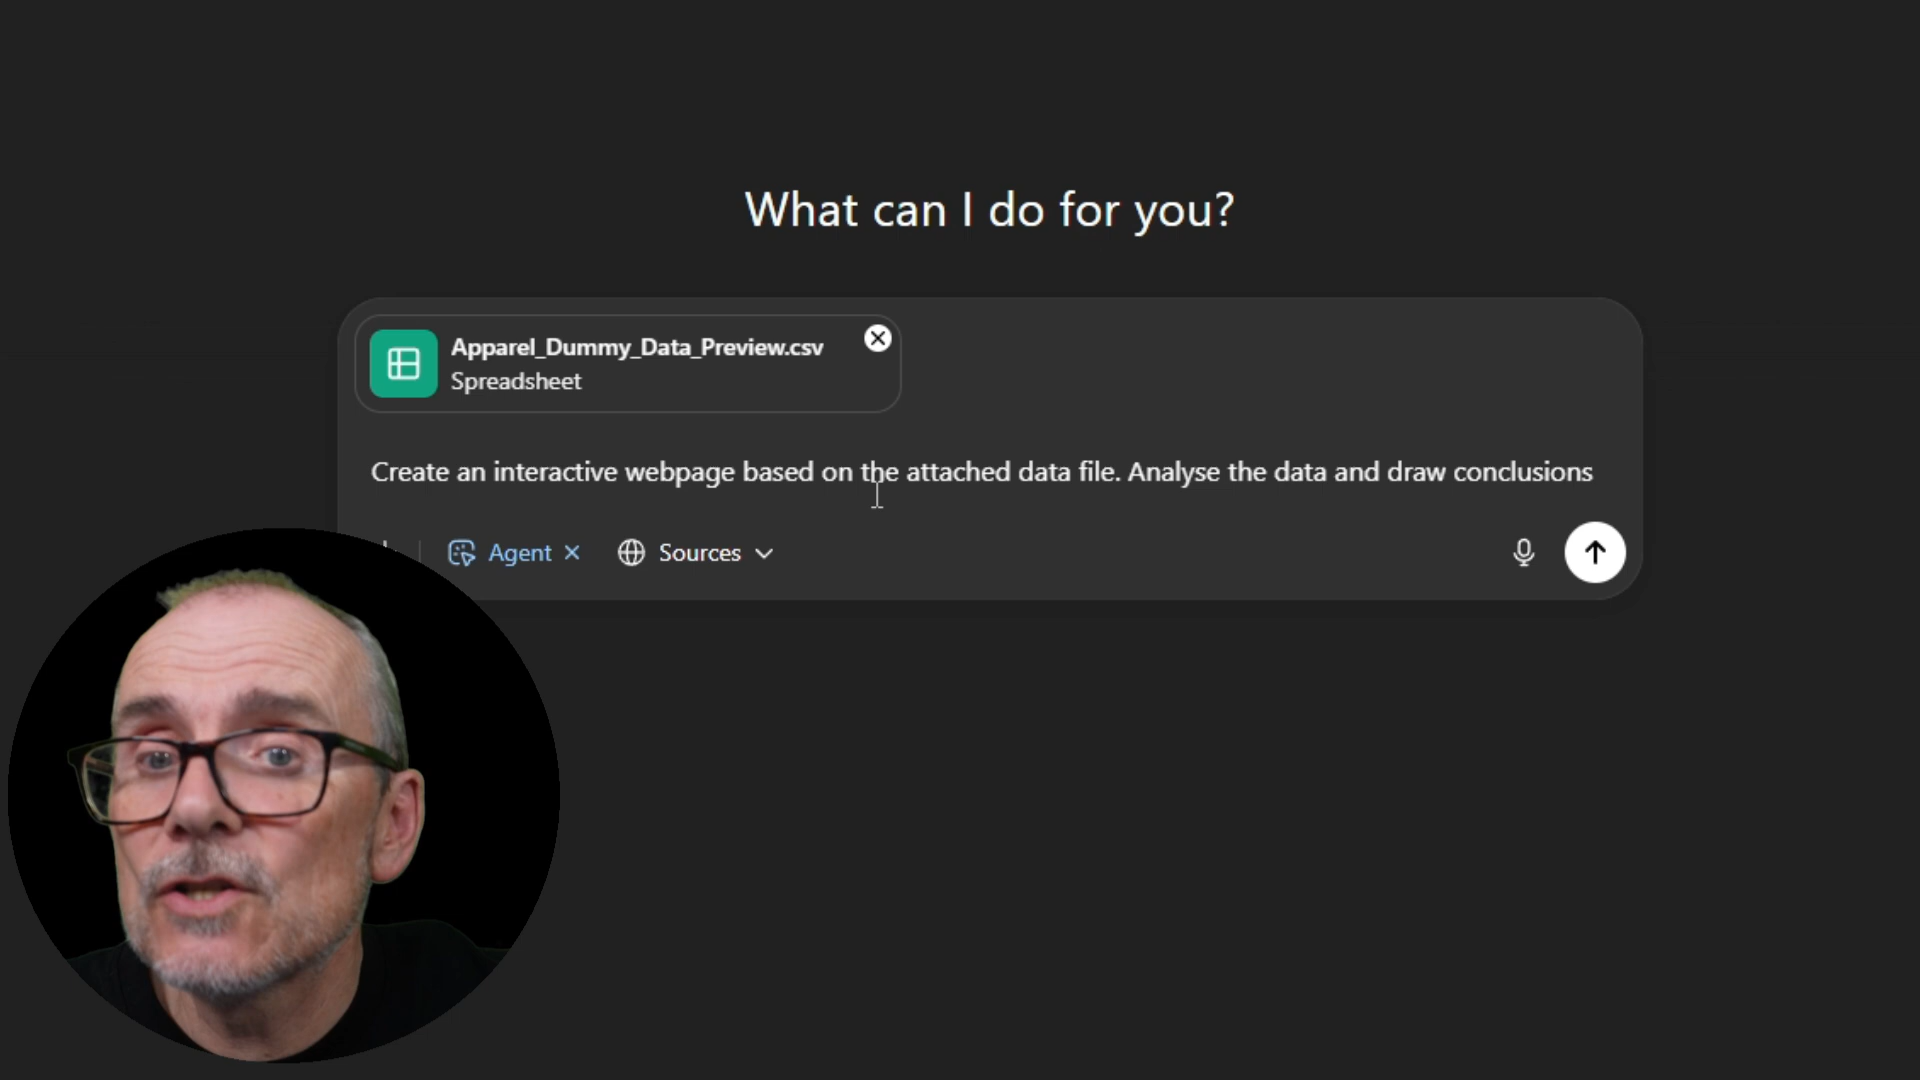 What can I do for you?
Apparel_Dummy_Data_Preview.csv
Spreadsheet
Create an interactive webpage based on the attached data file. Analyse the data and draw conclusions
Agent
Sources